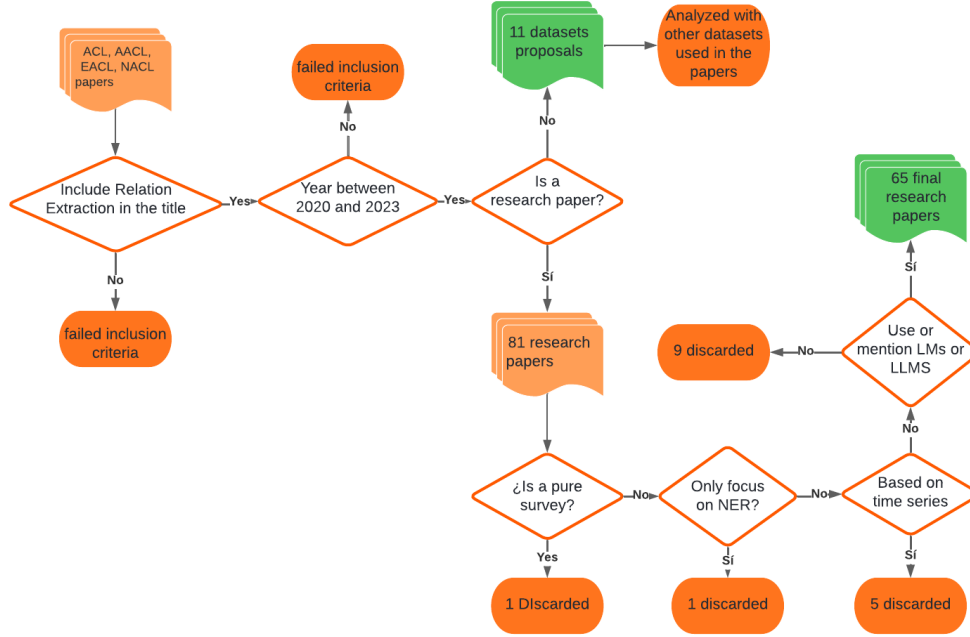 ACL, AACL,
EACL, NACL
papers
Include Relation
Extraction in the title
Yes
No
failed inclusion
criteria
Year between
2020 and 2023
No
failed inclusion
criteria
Yes
Is a
research paper?
No
11 datasets
proposals
Analyzed with
other datasets
used in the
papers
Sí
81 research
papers
¿Is a pure
survey?
Yes
1 DIscarded
No
Only focus
on NER?
Sí
1 discarded
No
Based on
time series
Sí
5 discarded
No
Use or
mention LMs or
LLMS
No
9 discarded
Sí
65 final
research
papers